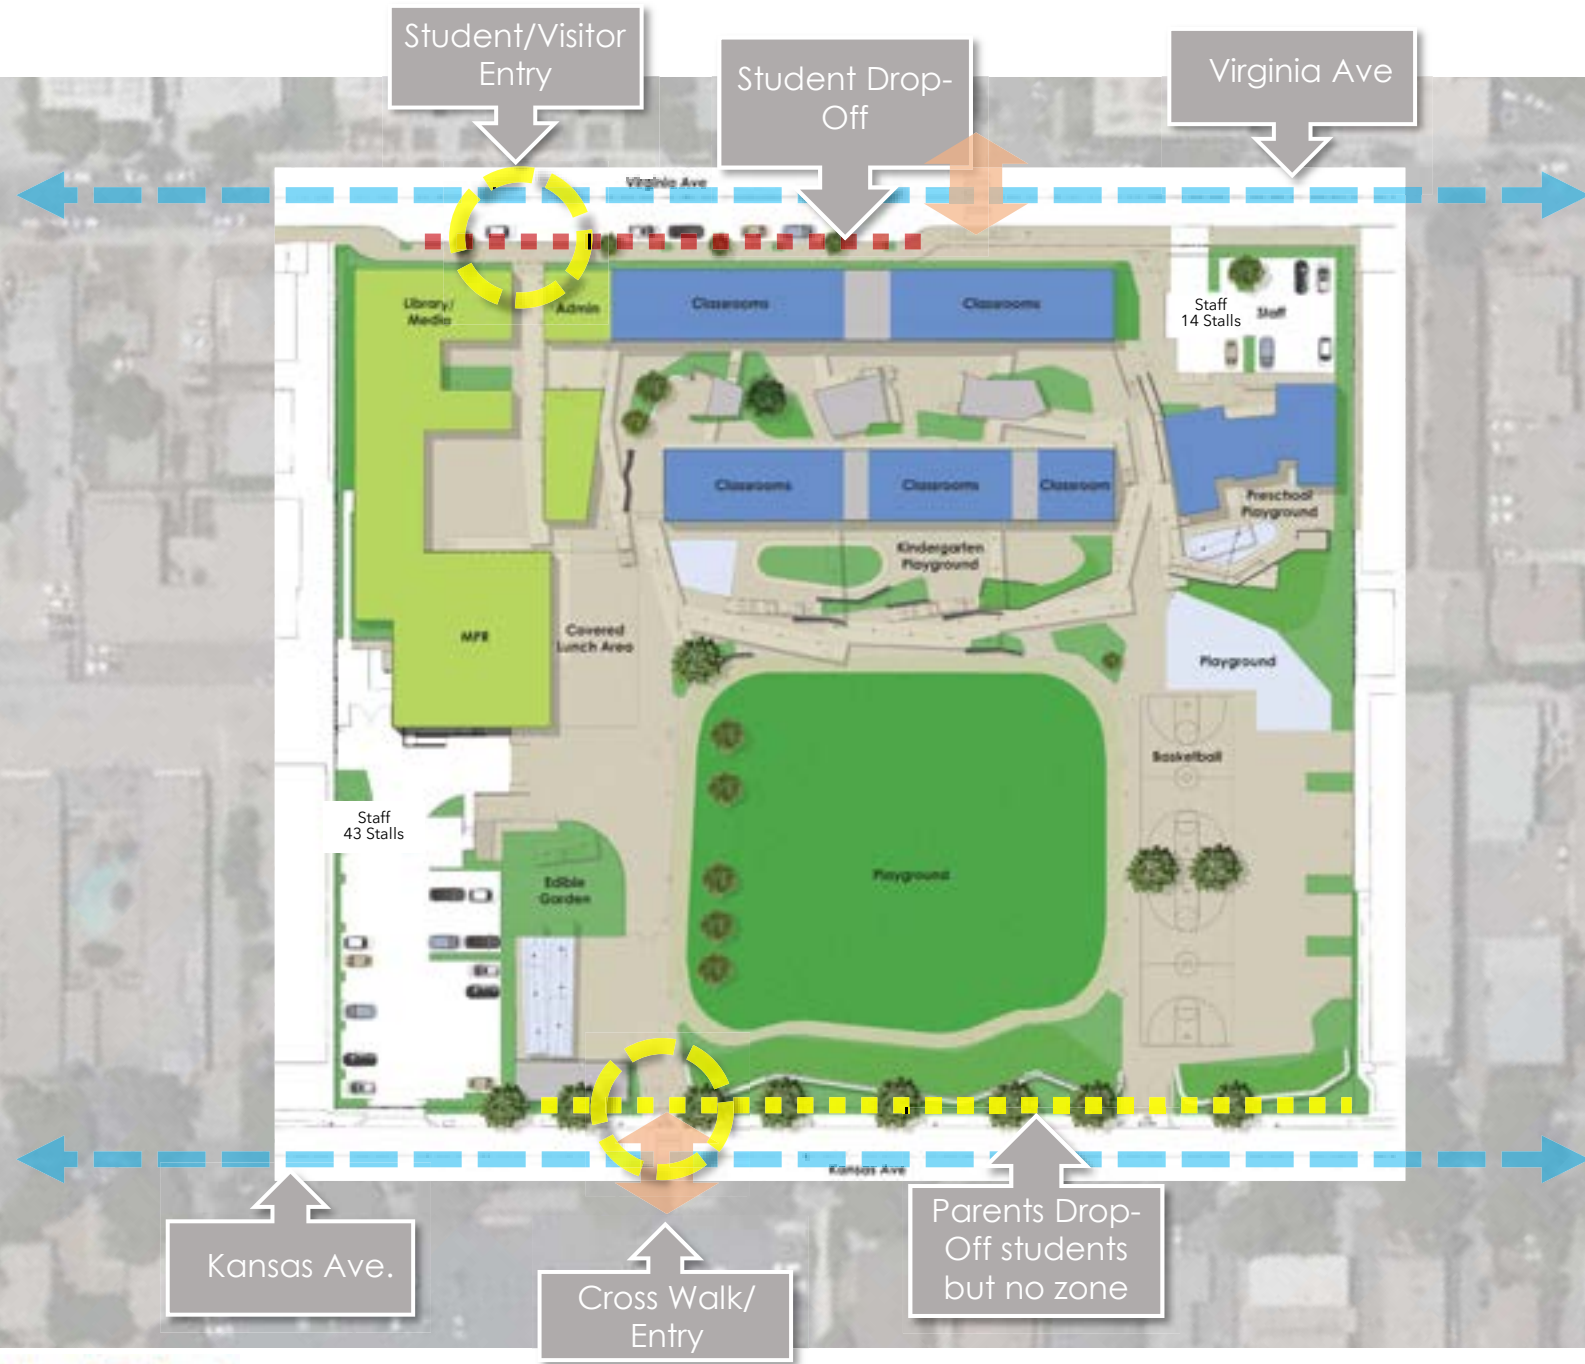 Student/Visitor
Entry
Student Drop-
Off
Virginia Ave
Virginia Ave
Library/
Media
Admin
Classrooms
Classrooms
Staff
14 Stalls
Staff
Classrooms
Classrooms
Classroom
Preschool
Playground
Kindergarten
Playground
MPR
Covered
Lunch Area
Playground
Basketball
Staff
43 Stalls
Edible
Garden
Playground
Kansas Ave
Kansas Ave.
Cross Walk/
Entry
Parents Drop-
Off students
but no zone